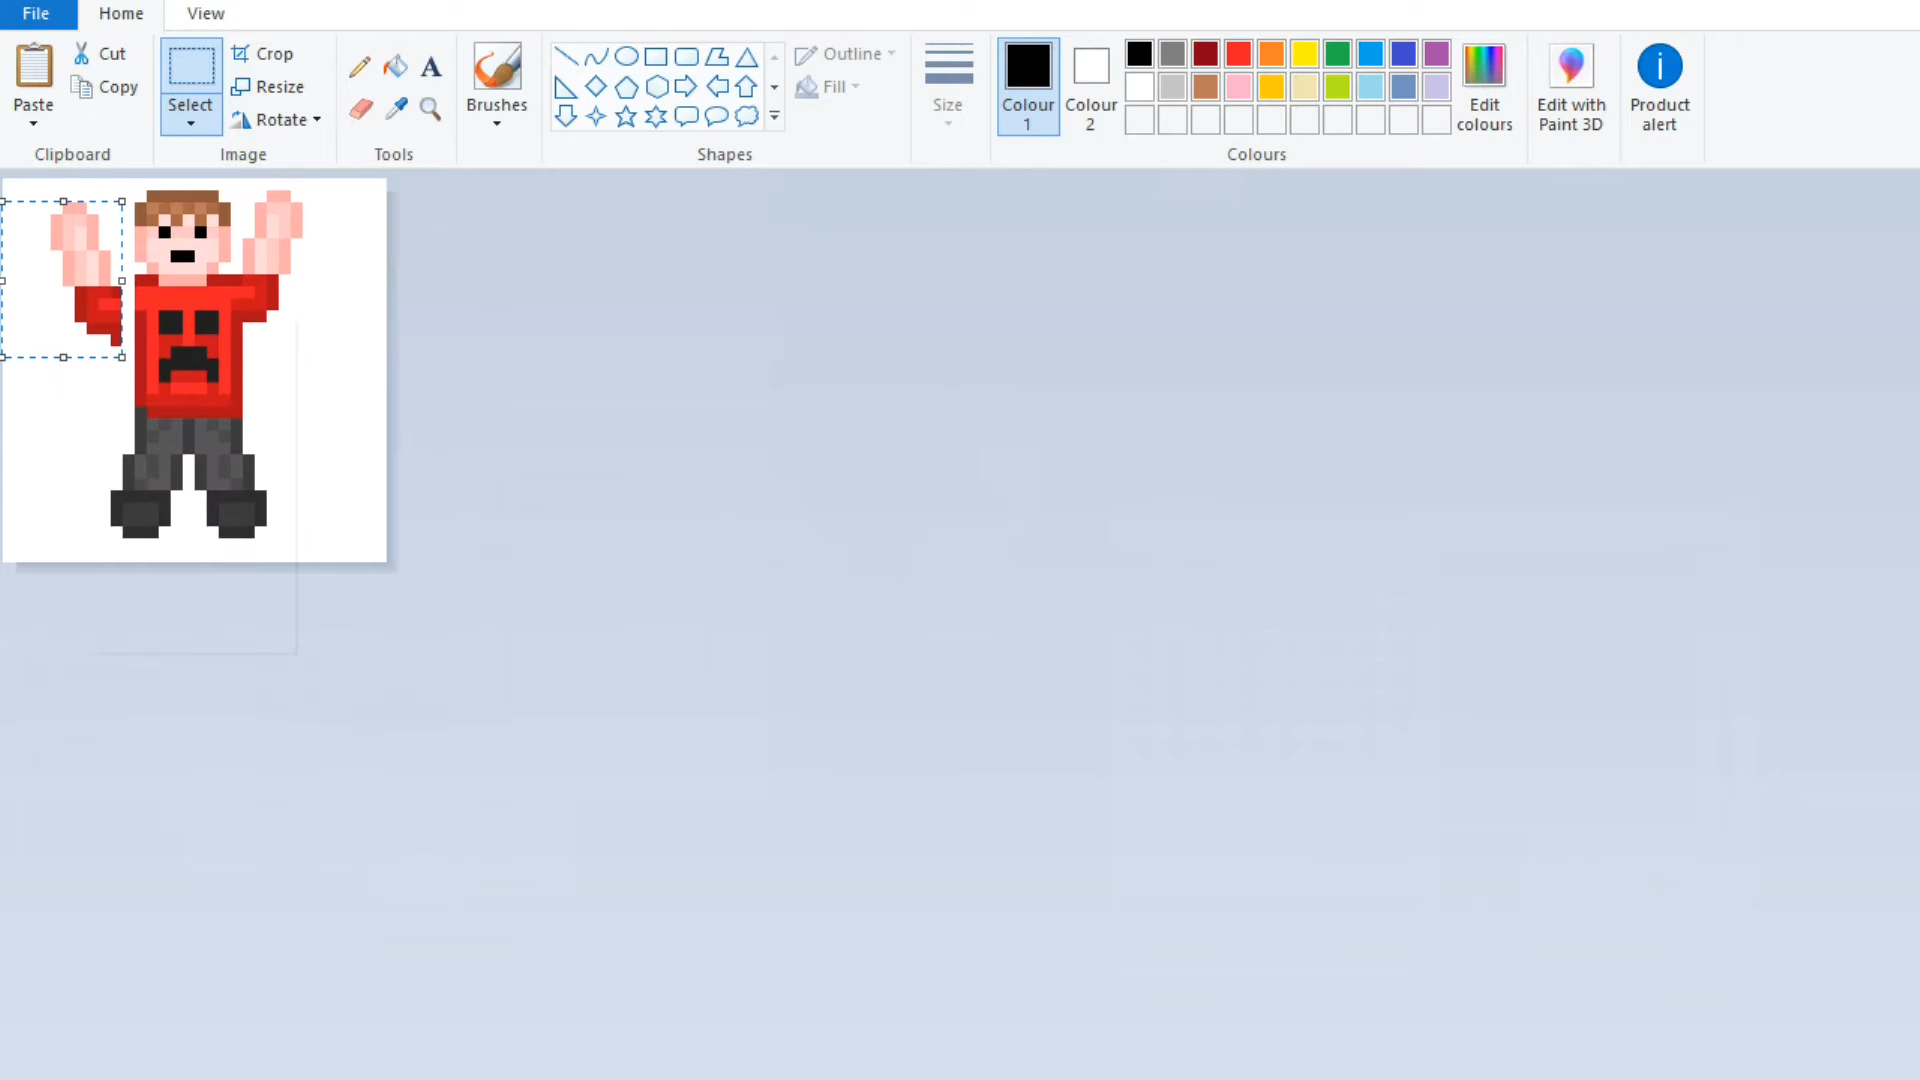 File Home View
Paste
Cut
Copy
Clipboard
Select
Crop
Resize
Rotate
Image
A
Tools
Brushes
Shapes
Outline
Fill
Size
Colour
1
Colour
2
Edit
colours
Colours
Edit with
Paint 3D
Product
alert